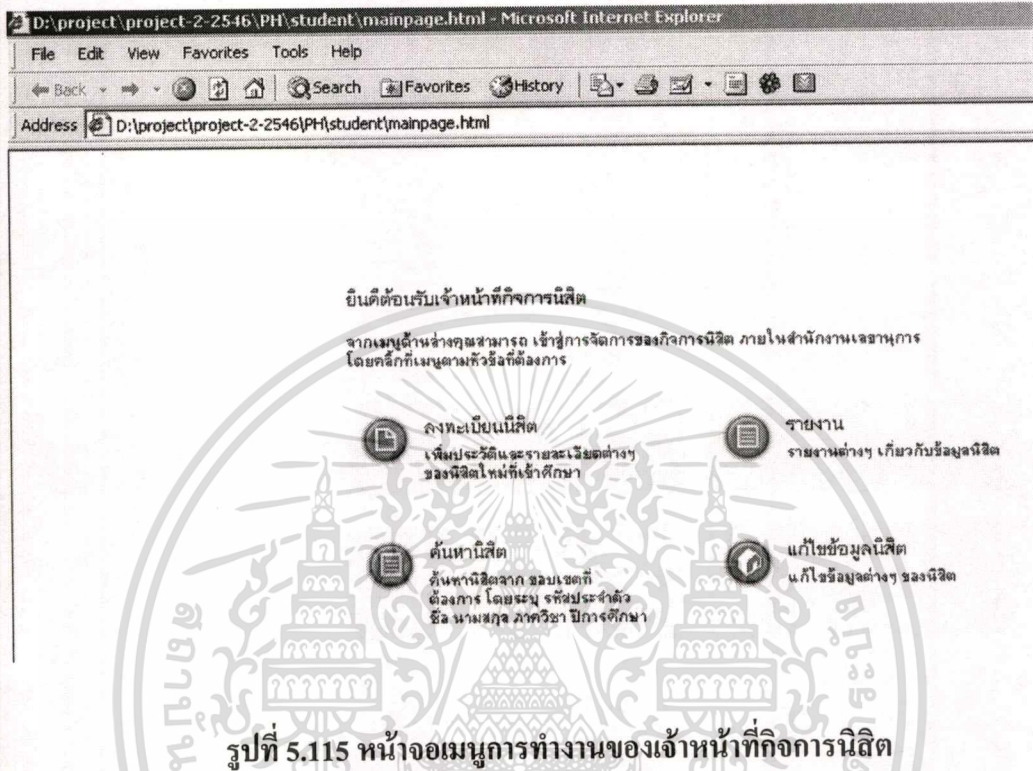 D:\project\project-2-2546\PH\student\mainpage.html - Microsoft Internet Explorer
File Edit View Favorites Tools Help
Back Search Favorites History
Address D:\project\project-2-2546\PH\student\mainpage.html
ยินดีต้อนรับเจ้าหน้าที่กิจการนิสิต
จากเมนูด้านล่างคุณสามารถ เข้าสู่การจัดการของกิจการนิสิต ภายในสำนักงานเลขานุการ
โดยคลิ๊กที่เมนูตามหัวข้อที่ต้องการ
ลงทะเบียนนิสิต
เพิ่มประวัติและรายละเอียดต่างๆ
ของนิสิตใหม่ที่เข้าศึกษา
รายงาน
รายงานต่างๆ เกี่ยวกับข้อมูลนิสิต
ค้นหานิสิต
ค้นหานิสิตจาก ขอบเขตที่
ต้องการ โดยระบุ รหัสประจำตัว
ชื่อ นามสกุล ภาควิชา ปีการศึกษา
แก้ไขข้อมูลนิสิต
แก้ไขข้อมูลต่างๆ ของนิสิต
รูปที่ 5.115 หน้าจอเมนูการทำงานของเจ้าหน้าที่กิจการนิสิต